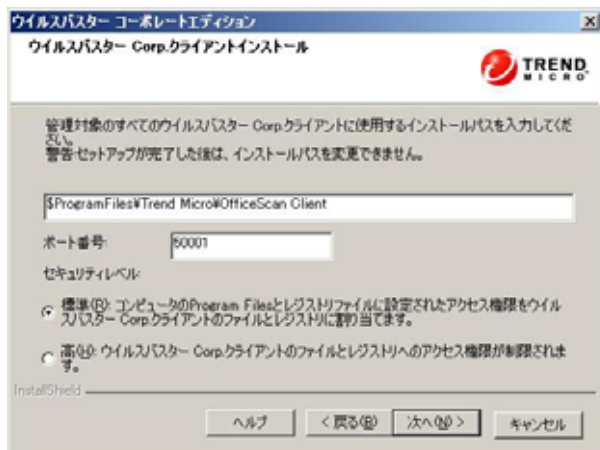 ウイルスバスター コーポレートエディション
ウイルスバスター Corp.クライアントインストール
TREND
MICRO
管理対象のすべてのウイルスバスター Corp.クライアントに使用するインストールパスを入力してくだ
さい。
警告:セットアップが完了した後は、インストールパスを変更できません。
$ProgramFiles¥Trend Micro¥OfficeScan Client
ポート番号: 50001
セキュリティレベル:
標準(R): コンピュータのProgram Filesとレジストリファイルに設定されたアクセス権限をウイル
スバスター Corp.クライアントのファイルとレジストリに割り当てます。
高(H): ウイルスバスター Corp.クライアントのファイルとレジストリへのアクセス権限が制限されま
す。
InstallShield
ヘルプ < 戻る(B) 次へ(N) > キャンセル